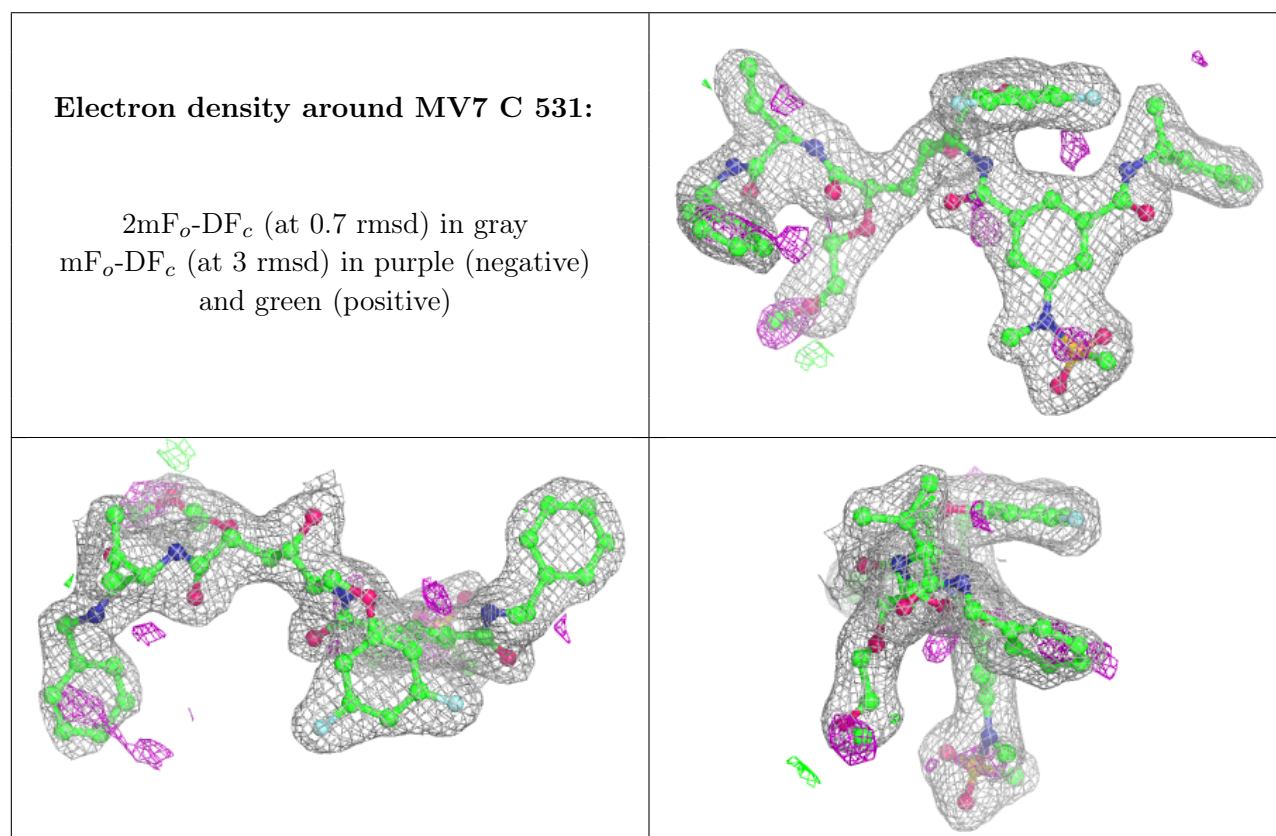 Electron density around MV7 C 531:
2mFₒ-DF𝒸 (at 0.7 rmsd) in gray
mFₒ-DF𝒸 (at 3 rmsd) in purple (negative)
and green (positive)